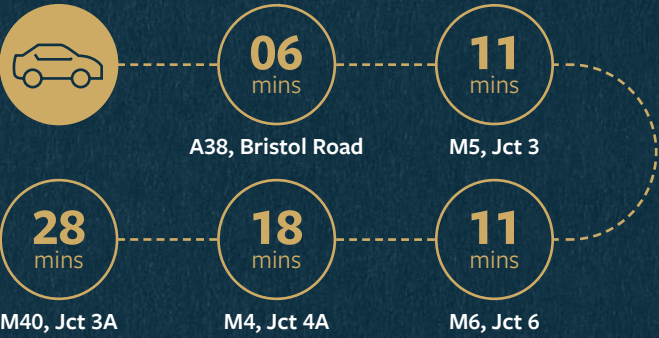 06
mins
A38, Bristol Road
11
mins
M5, Jct 3
11
mins
M6, Jct 6
18
mins
M4, Jct 4A
28
mins
M40, Jct 3A